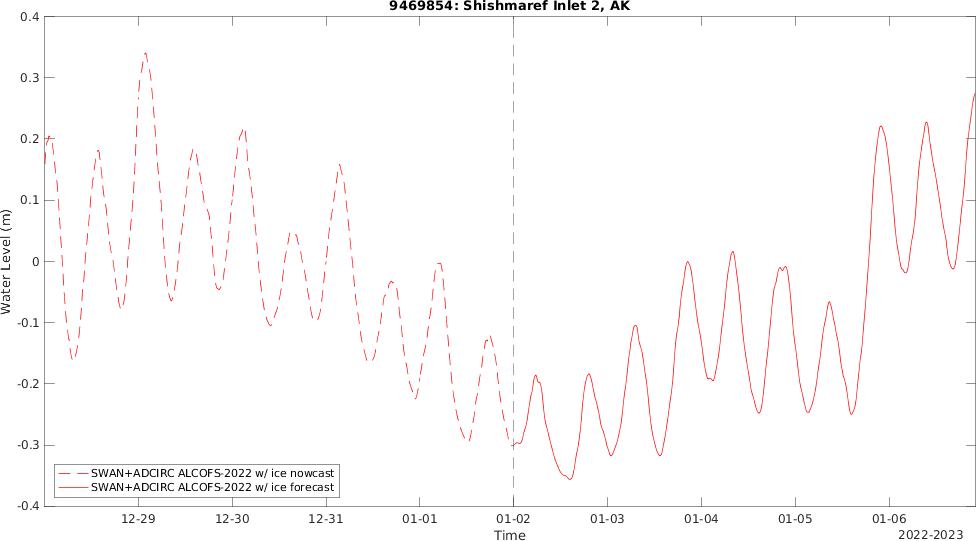 9469854: Shishmaref Inlet 2, AK
0.4
0.3
0.2
0.1
0
-0.1
-0.2
-0.3
-0.4
Water Level (m)
SWAN+ADCIRC ALCOFS-2022 w/ ice nowcast
SWAN+ADCIRC ALCOFS-2022 w/ ice forecast
12-29 12-30 12-31 01-01 01-02 01-03 01-04 01-05 01-06
Time
2022-2023